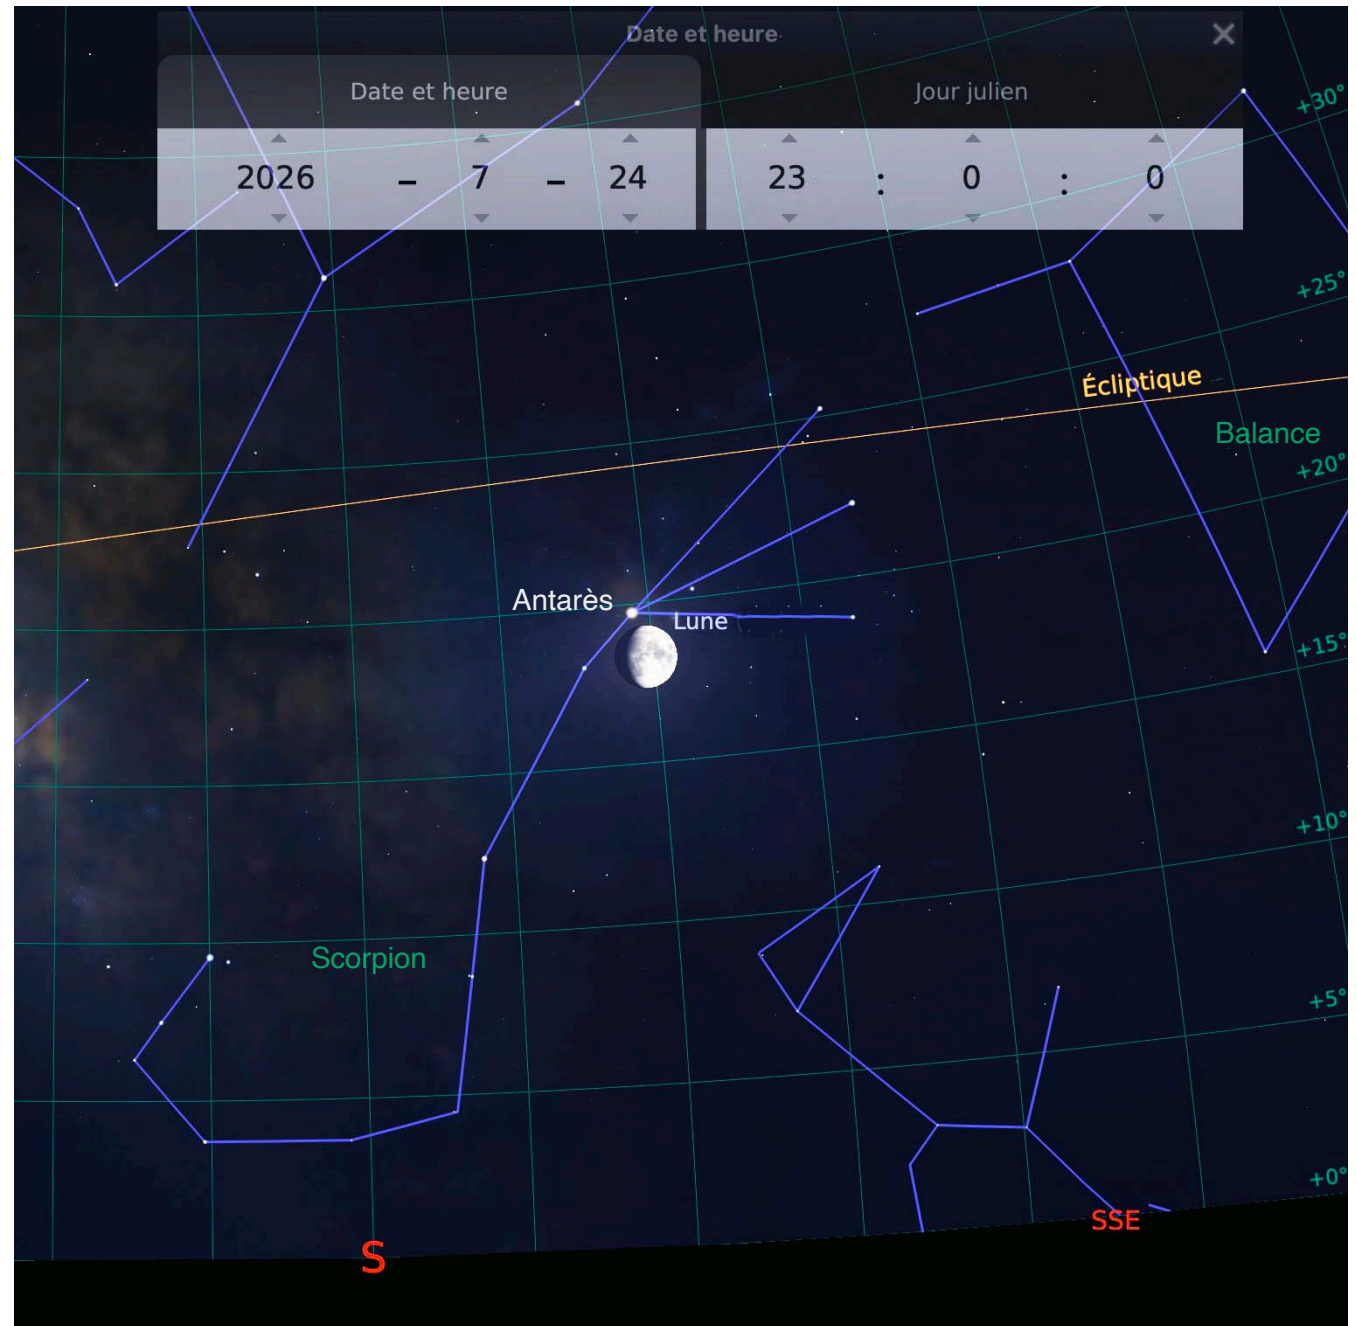 Date et heure
Date et heure
Jour julien
2026 – 7 – 24 23 : 0 : 0
+30°
+25°
Écliptique
Balance
+20°
Antarès
Lune
+15°
+10°
Scorpion
+5°
+0°
SSE
S